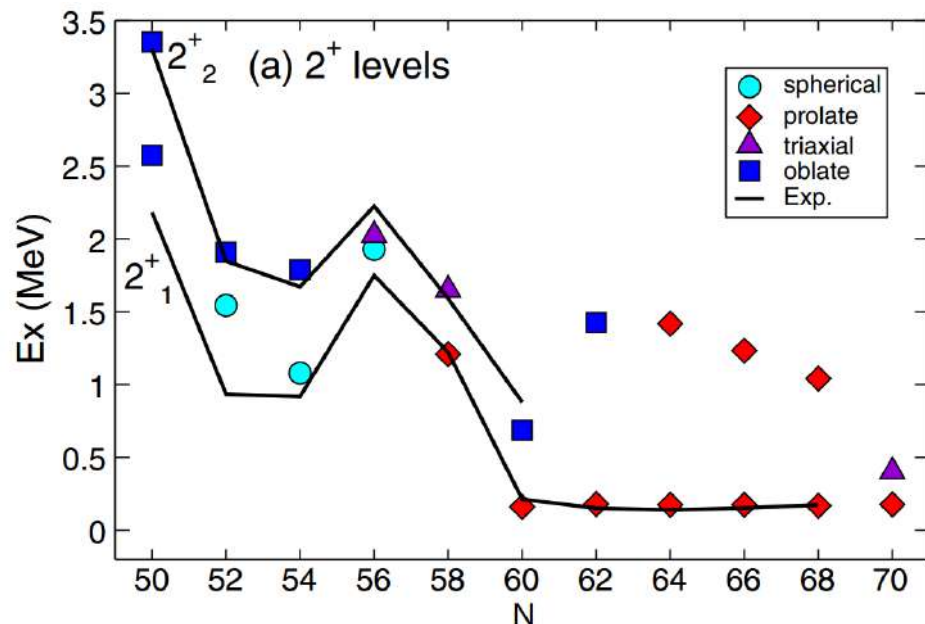 3.5
3
2.5
2
1.5
1
0.5
0
Ex (MeV)
2⁺₂
(a) 2⁺ levels
2⁺₁
spherical
prolate
triaxial
oblate
Exp.
50 52 54 56 58 60 62 64 66 68 70
N